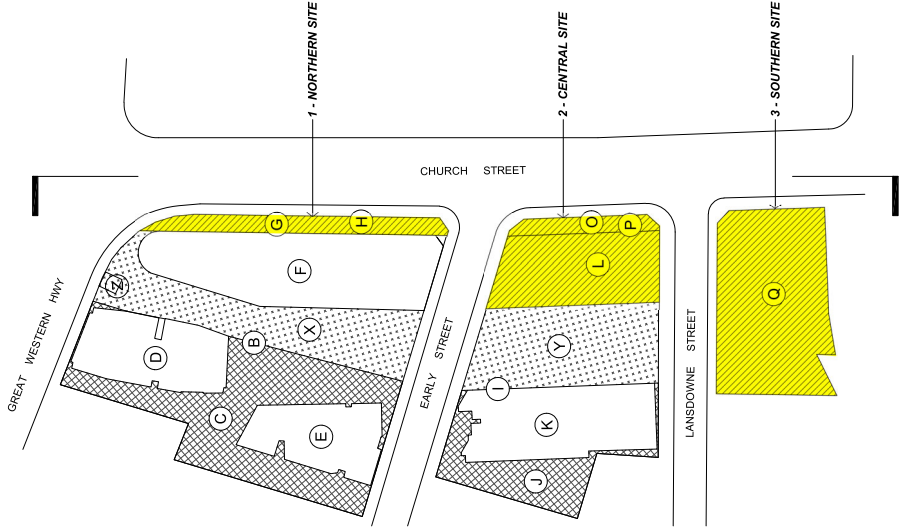 1 - NORTHERN SITE
2 - CENTRAL SITE
3 - SOUTHERN SITE
CHURCH STREET
GREAT WESTERN HWY
EARLY STREET
LANSDOWNE STREET
G
H
O
P
F
L
Q
Z
X
B
Y
D
I
C
E
K
J